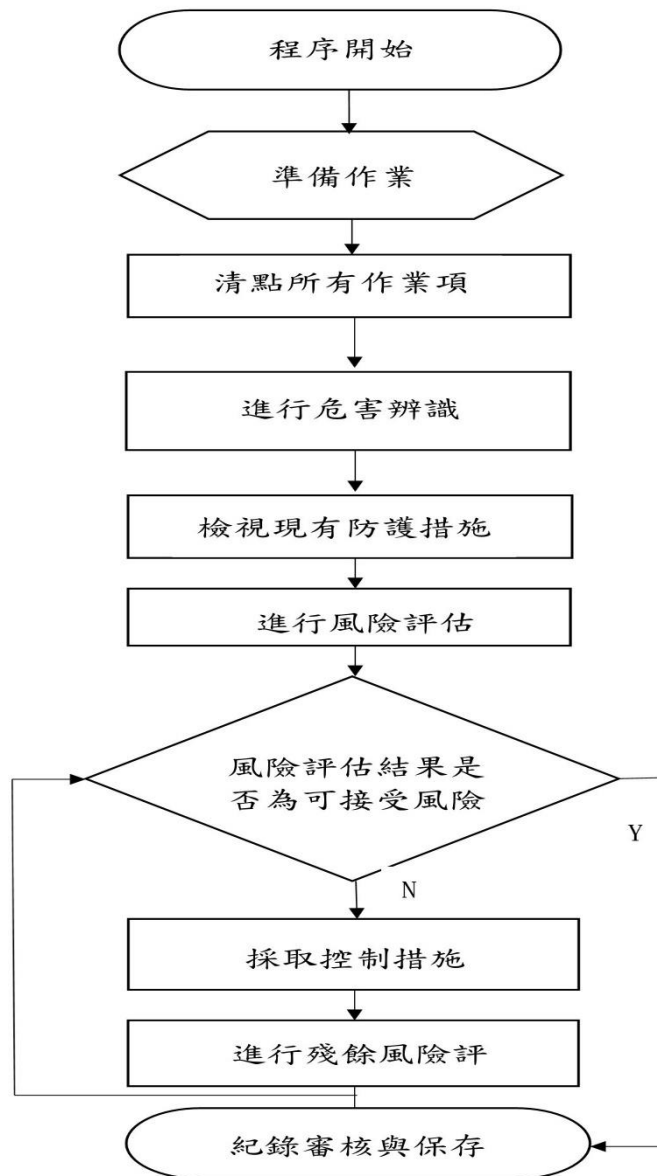 程序開始
準備作業
清點所有作業項
進行危害辨識
檢視現有防護措施
進行風險評估
風險評估結果是
否為可接受風險
Y
N
採取控制措施
進行殘餘風險評
紀錄審核與保存